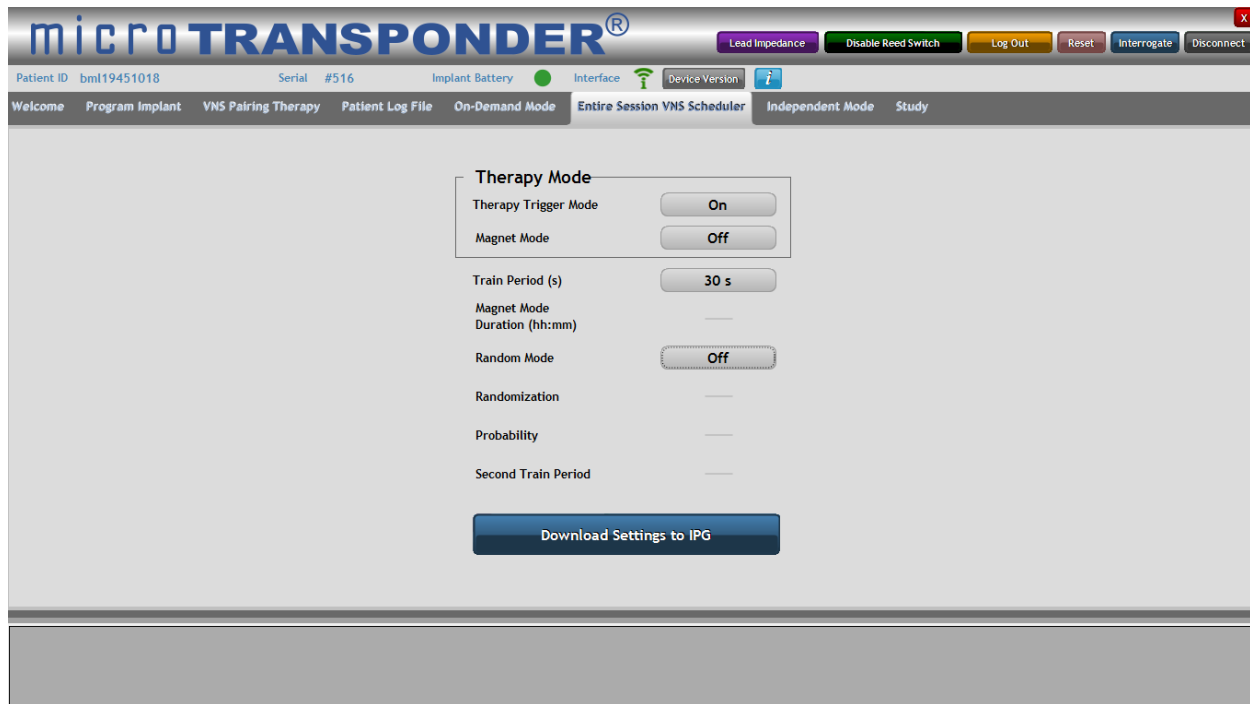 microTRANSPONDER®
X
Lead Impedance Disable Reed Switch Log Out Reset Interrogate Disconnect
Patient ID bml19451018 Serial #516 Implant Battery Interface Device Version i
Welcome Program Implant VNS Pairing Therapy Patient Log File On-Demand Mode Entire Session VNS Scheduler Independent Mode Study
Therapy Mode
Therapy Trigger Mode On
Magnet Mode Off
Train Period (s) 30 s
Magnet Mode
Duration (hh:mm)
Random Mode Off
Randomization
Probability
Second Train Period
Download Settings to IPG